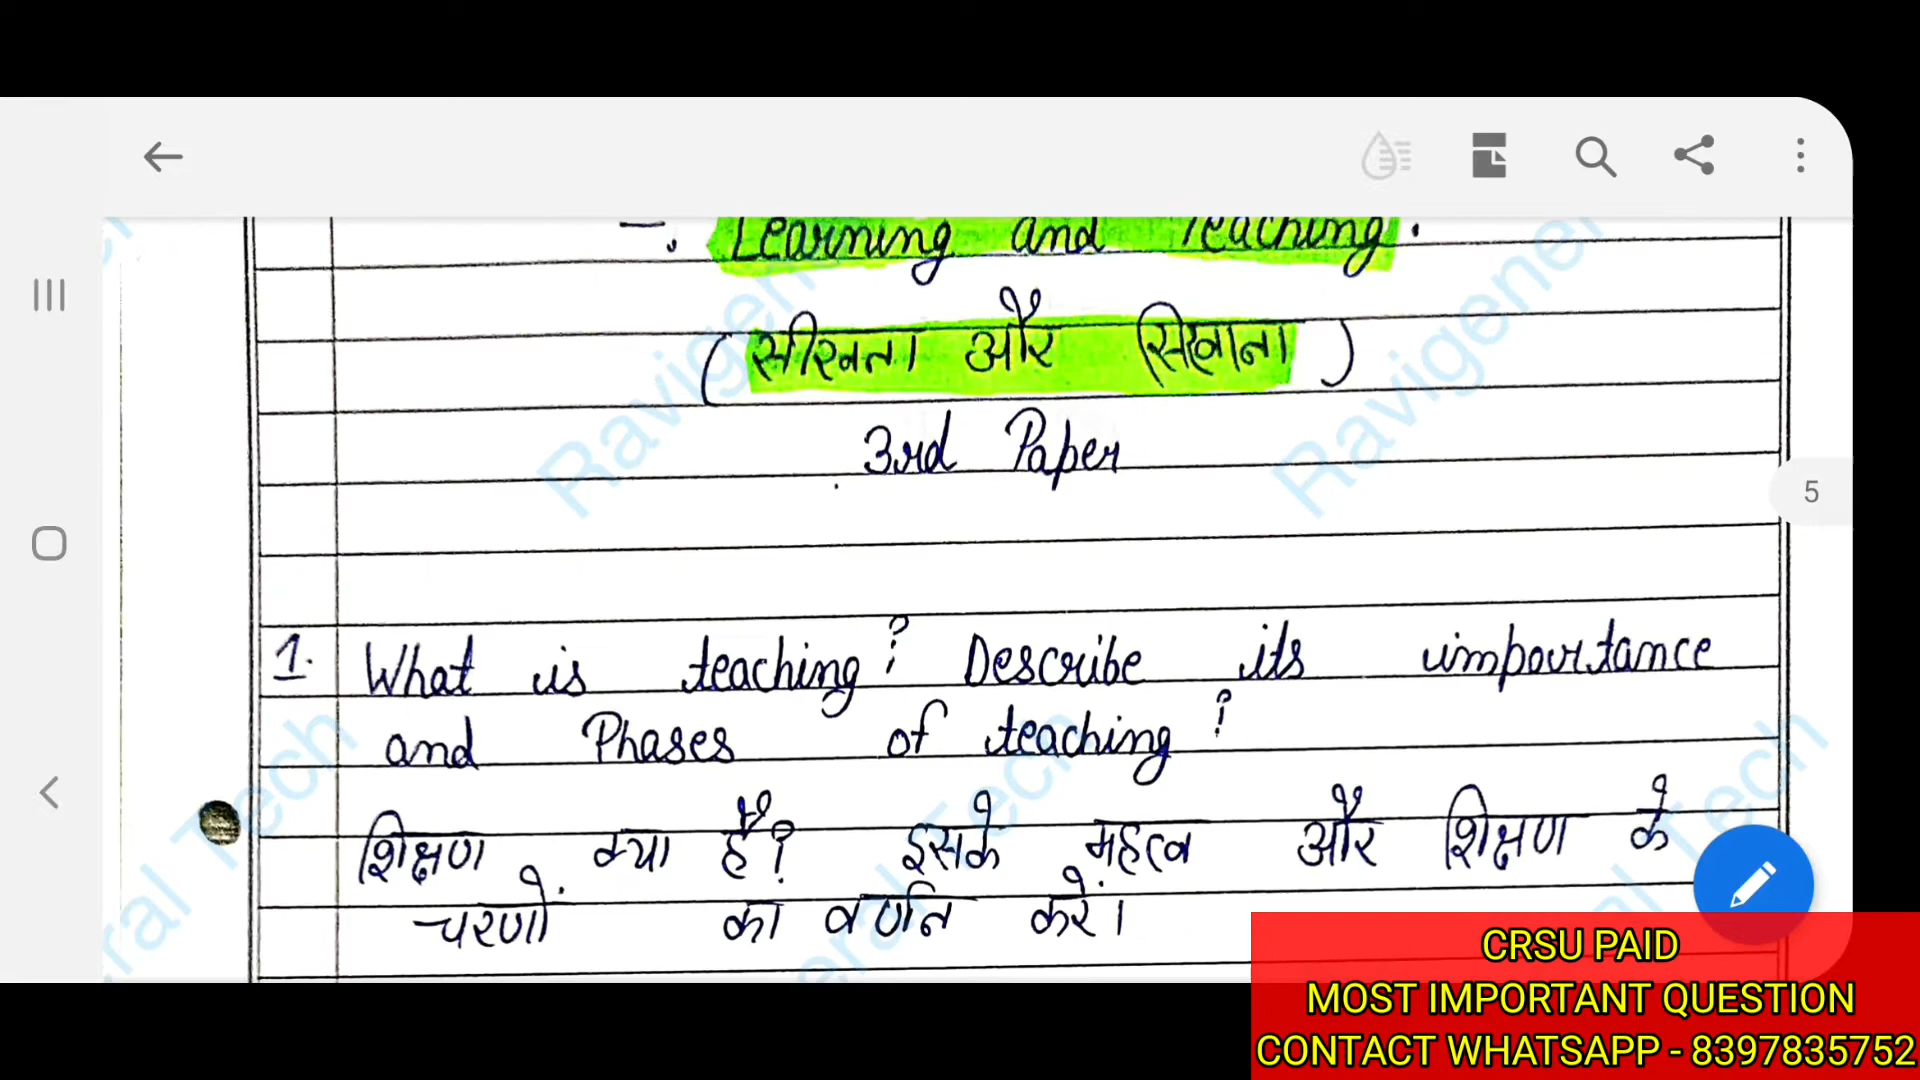 Learning and Teaching.
(सीखना और सिखाना)
3rd Paper
5
1. What is teaching? Describe its importance
and Phases of teaching?
शिक्षण क्या है? इसके महत्व और शिक्षण के
चरणों का वर्णन करें।
CRSU PAID
MOST IMPORTANT QUESTION
CONTACT WHATSAPP - 8397835752